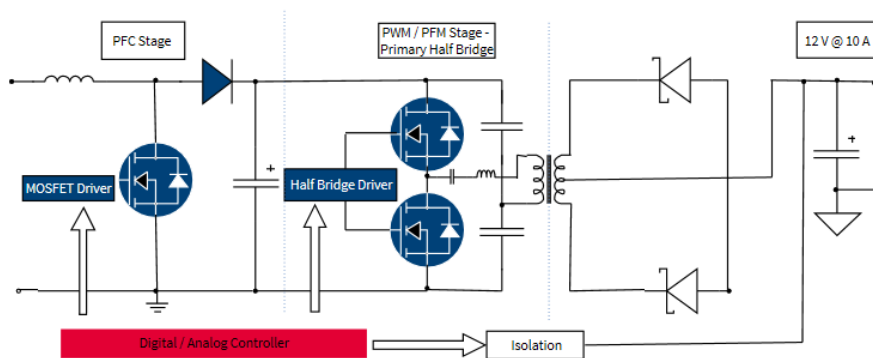 PFC Stage
PWM / PFM Stage -
Primary Half Bridge
12 V @ 10 A
+
+
+
MOSFET Driver
Half Bridge Driver
Digital / Analog Controller
Isolation